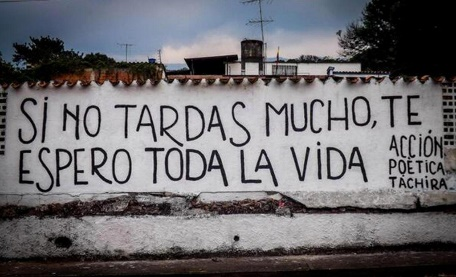 SI NO TARDAS MUCHO, TE
ESPERO TODA LA VIDA
ACCIÓN
POÉTICA
TÁCHIRA